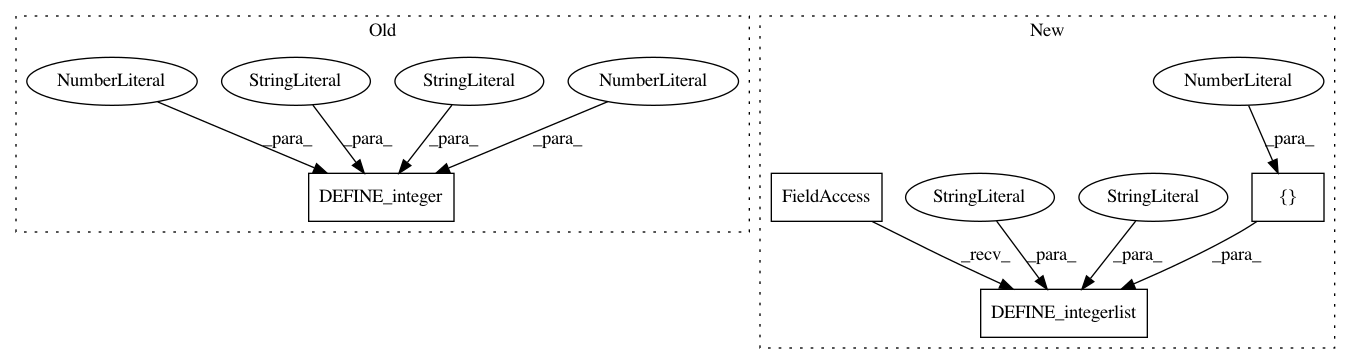 Old
New
NumberLiteral
StringLiteral
StringLiteral
NumberLiteral
NumberLiteral
_para_
_para_
_para_
_para_
_para_
DEFINE_integer
FieldAccess
StringLiteral
StringLiteral
{}
_recv_
_para_
_para_
_para_
DEFINE_integerlist